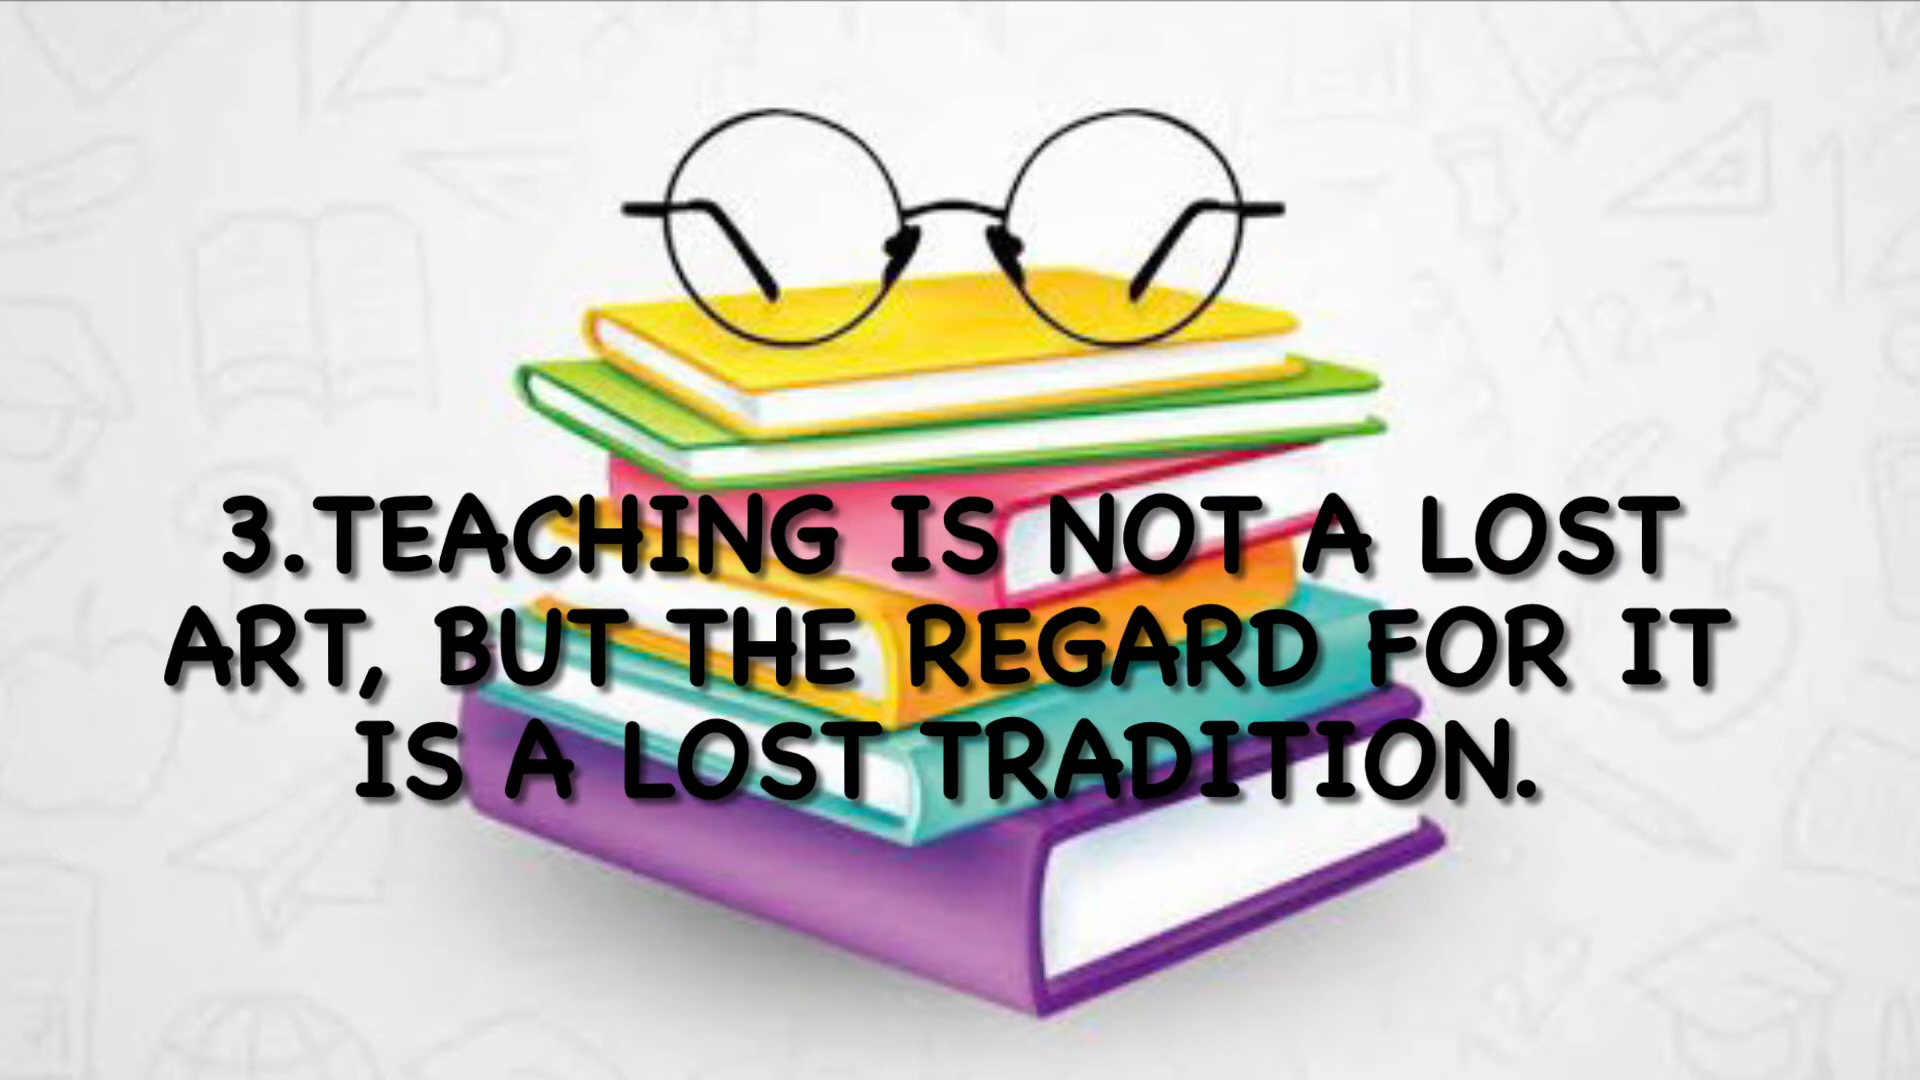 3.TEACHING IS NOT A LOST
ART, BUT THE REGARD FOR IT
IS A LOST TRADITION.